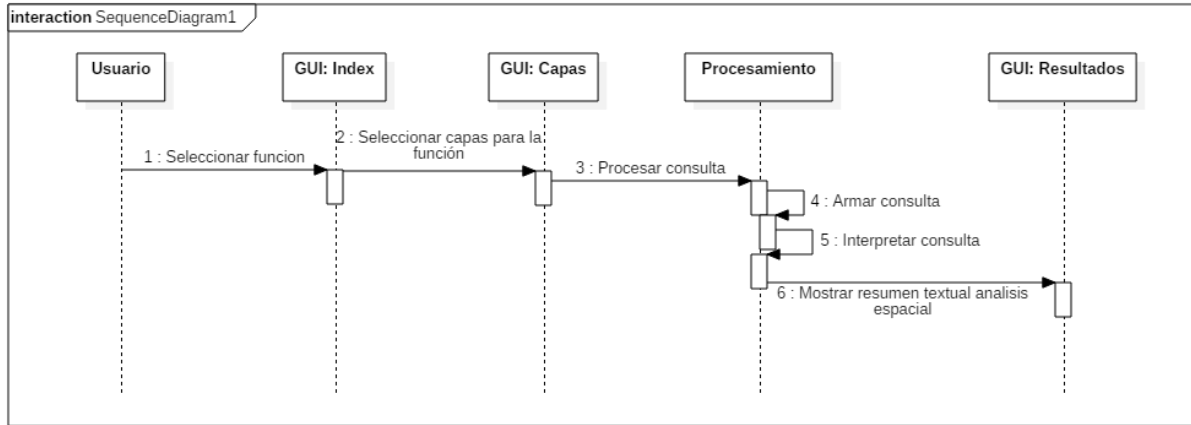 interaction SequenceDiagram1
Usuario
GUI: Index
GUI: Capas
Procesamiento
GUI: Resultados
1 : Seleccionar funcion
2 : Seleccionar capas para la
función
3 : Procesar consulta
4 : Armar consulta
5 : Interpretar consulta
6 : Mostrar resumen textual analisis
espacial